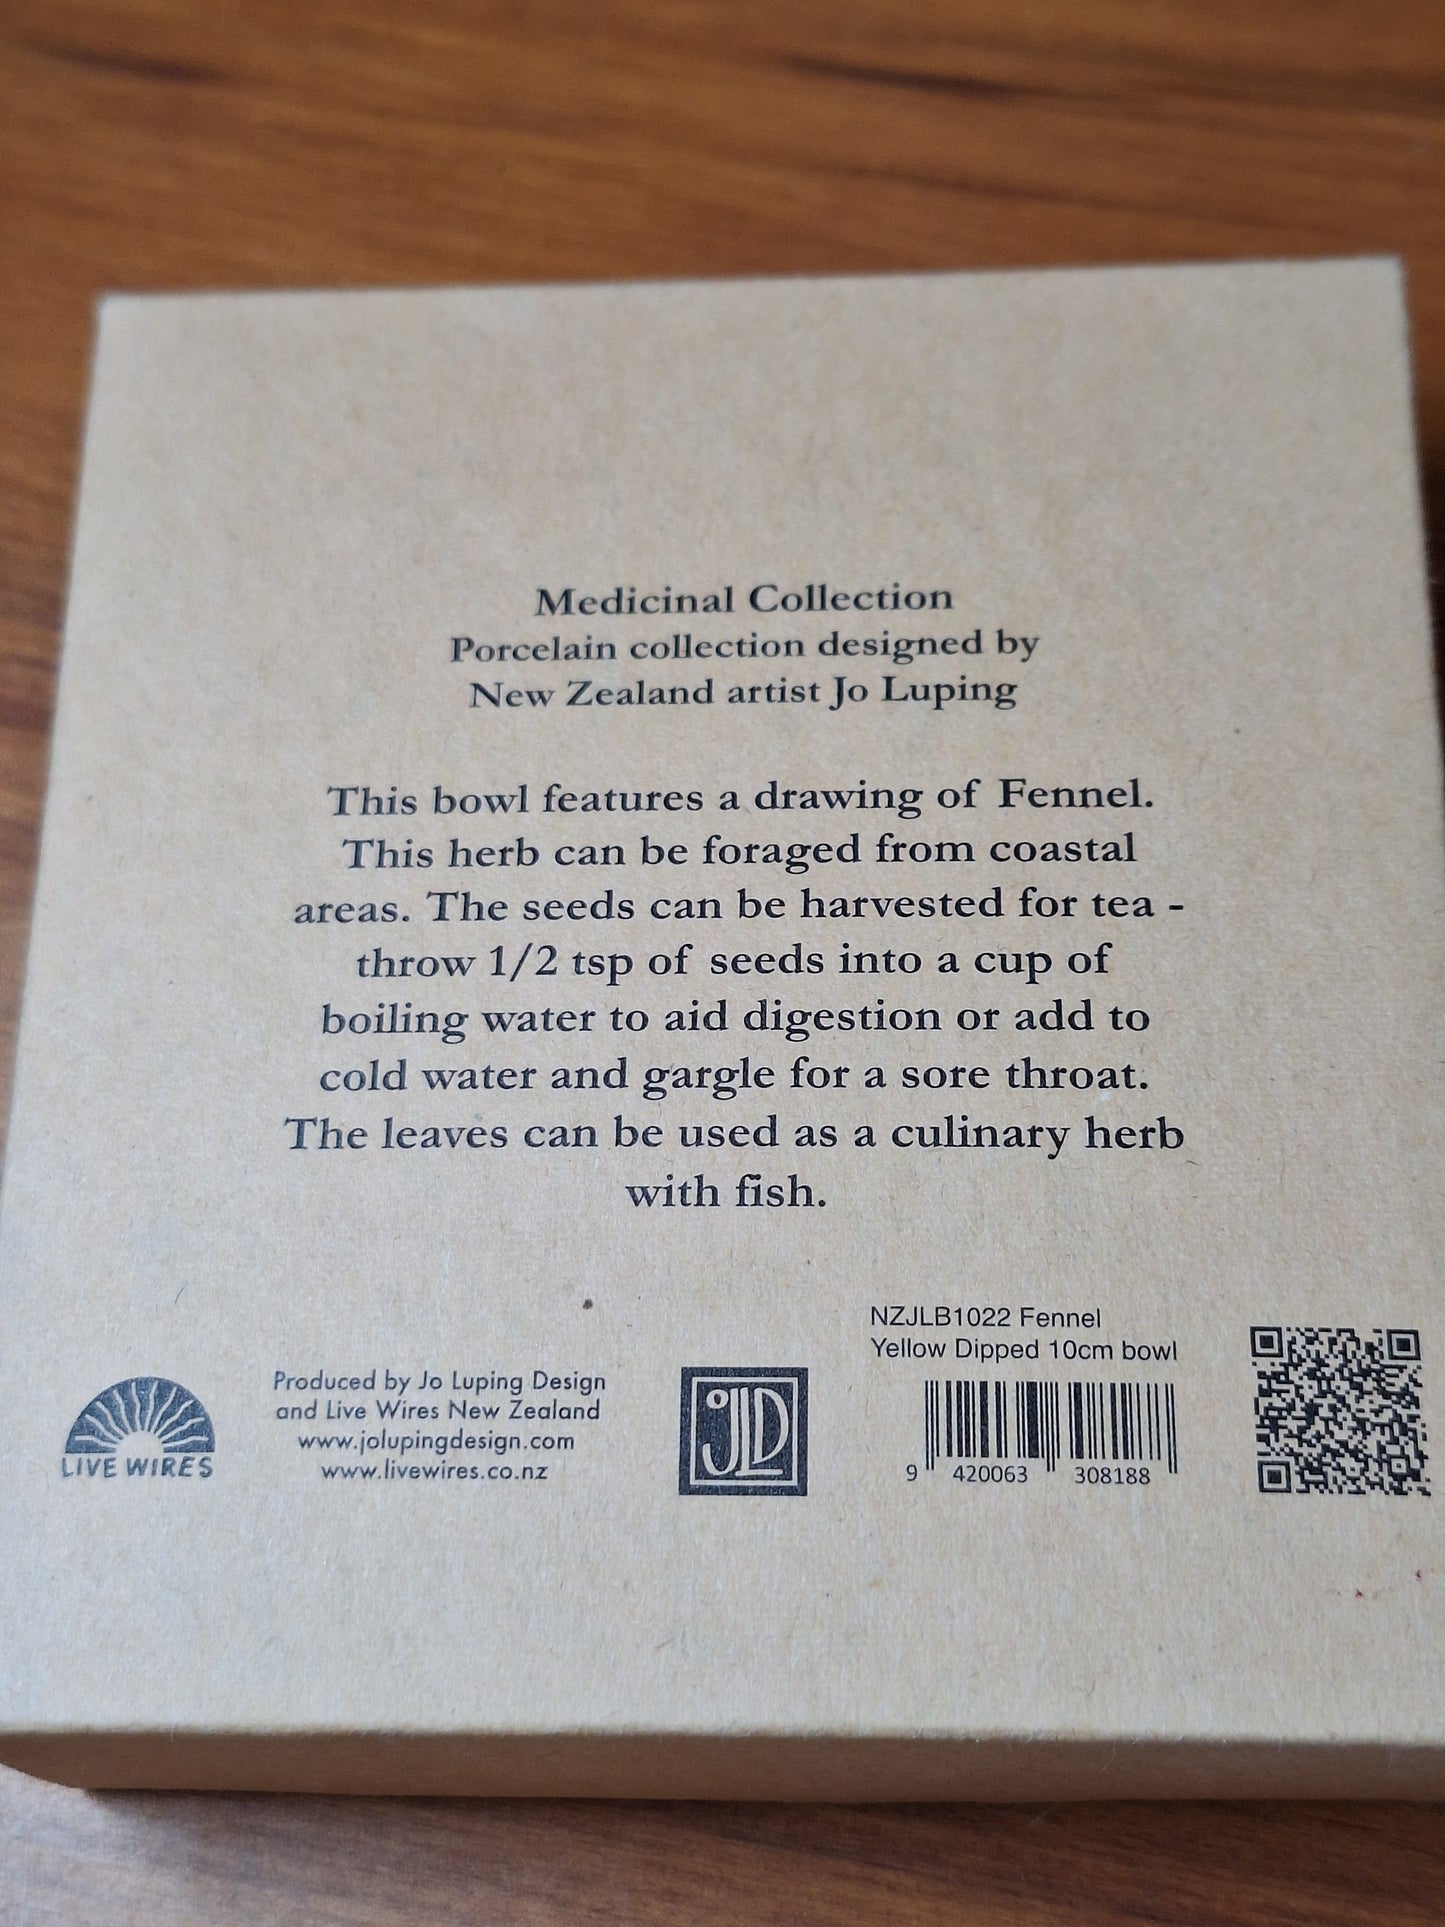 Medicinal Collection
Porcelain collection designed by
New Zealand artist Jo Luping
This bowl features a drawing of Fennel.
This herb can be foraged from coastal
areas. The seeds can be harvested for tea -
throw 1/2 tsp of seeds into a cup of
boiling water to aid digestion or add to
cold water and gargle for a sore throat.
The leaves can be used as a culinary herb
with fish.
LIVE WIRES
Produced by Jo Luping Design
and Live Wires New Zealand
www.jolupingdesign.com
www.livewires.co.nz
JLD
NZJLB1022 Fennel
Yellow Dipped 10cm bowl
9 420063 308188